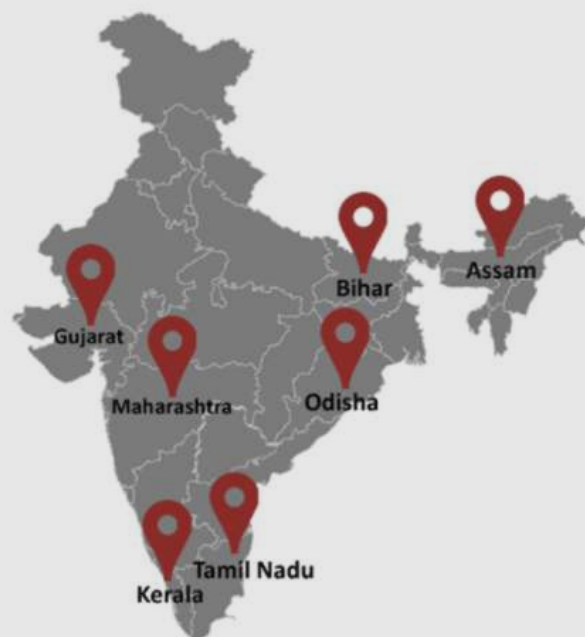 Assam
Bihar
Gujarat
Maharashtra
Odisha
Tamil Nadu
Kerala